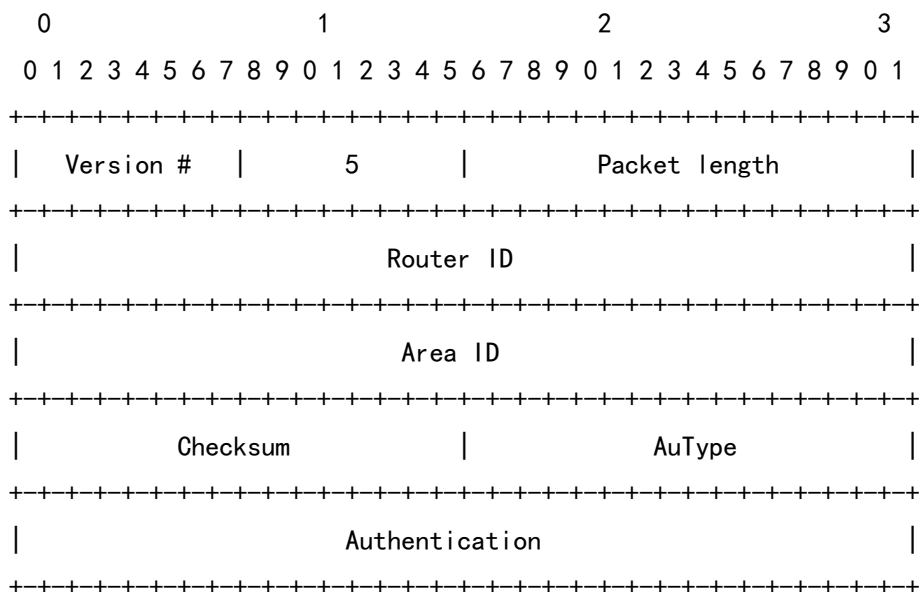 0                   1                   2                   3
 0 1 2 3 4 5 6 7 8 9 0 1 2 3 4 5 6 7 8 9 0 1 2 3 4 5 6 7 8 9 0 1
+-+-+-+-+-+-+-+-+-+-+-+-+-+-+-+-+-+-+-+-+-+-+-+-+-+-+-+-+-+-+-+-+
|   Version #   |       5       |         Packet length         |
+-+-+-+-+-+-+-+-+-+-+-+-+-+-+-+-+-+-+-+-+-+-+-+-+-+-+-+-+-+-+-+-+
|                          Router ID                            |
+-+-+-+-+-+-+-+-+-+-+-+-+-+-+-+-+-+-+-+-+-+-+-+-+-+-+-+-+-+-+-+-+
|                           Area ID                             |
+-+-+-+-+-+-+-+-+-+-+-+-+-+-+-+-+-+-+-+-+-+-+-+-+-+-+-+-+-+-+-+-+
|           Checksum            |             AuType            |
+-+-+-+-+-+-+-+-+-+-+-+-+-+-+-+-+-+-+-+-+-+-+-+-+-+-+-+-+-+-+-+-+
|                       Authentication                          |
+-+-+-+-+-+-+-+-+-+-+-+-+-+-+-+-+-+-+-+-+-+-+-+-+-+-+-+-+-+-+-+-+